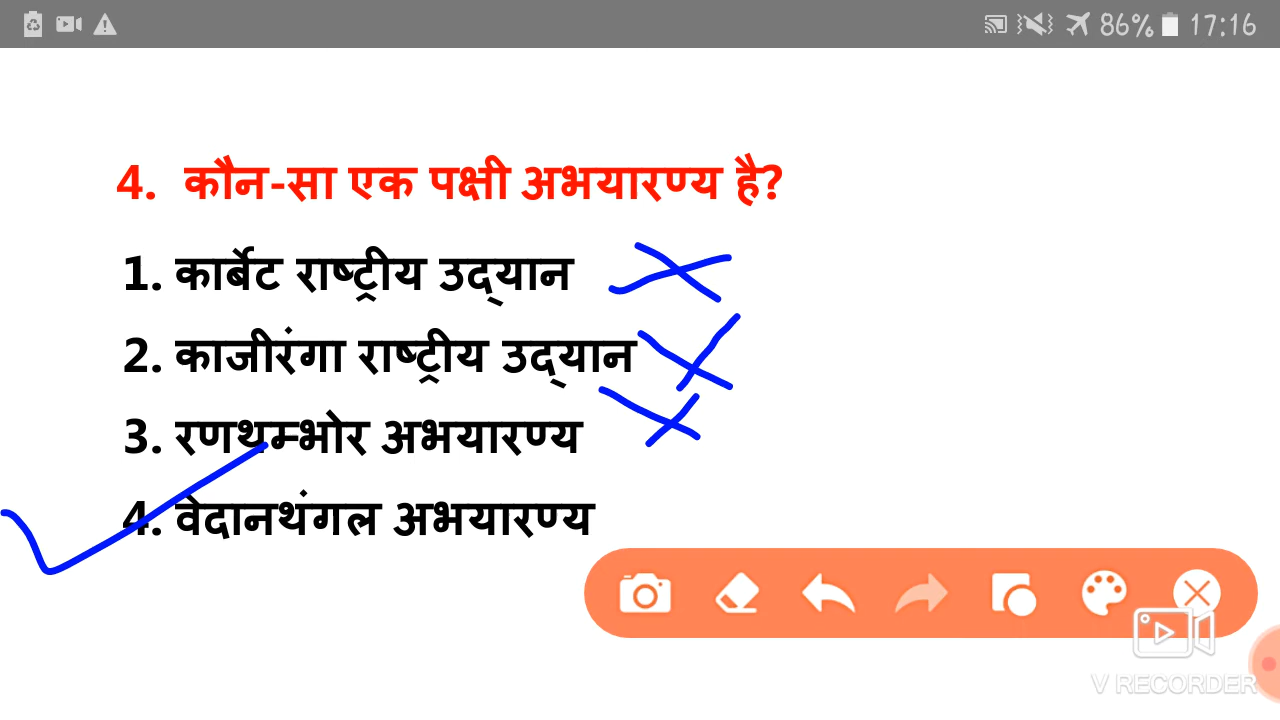 86% 17:16
4. कौन-सा एक पक्षी अभयारण्य है?
1. कार्बेट राष्ट्रीय उद्यान
2. काजीरंगा राष्ट्रीय उद्यान
3. रणथम्भोर अभयारण्य
4. वेदानथंगल अभयारण्य
V RECORDER